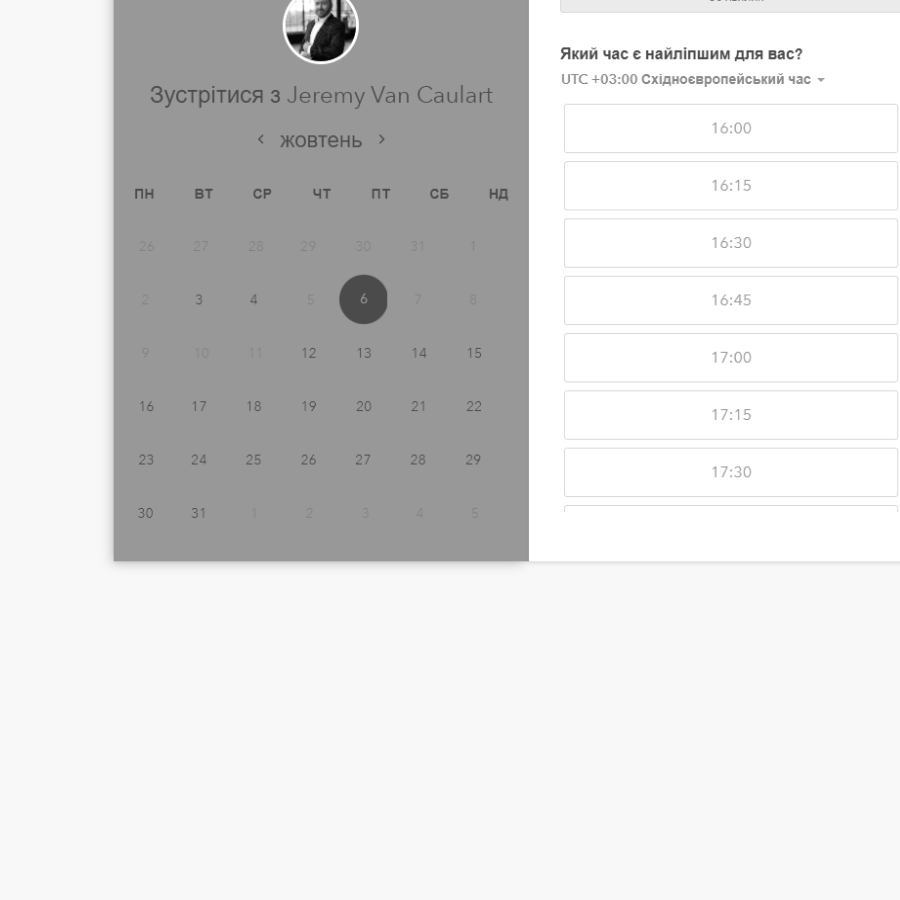 Зустрітися з Jeremy Van Caulart
жовтень
ПН ВТ СР ЧТ ПТ СБ НД
26 27 28 29 30 31 1
2 3 4 5 6 7 8
9 10 11 12 13 14 15
16 17 18 19 20 21 22
23 24 25 26 27 28 29
30 31 1 2 3 4 5
Який час є найліпшим для вас?
UTC +03:00 Східноєвропейський час
16:00
16:15
16:30
16:45
17:00
17:15
17:30